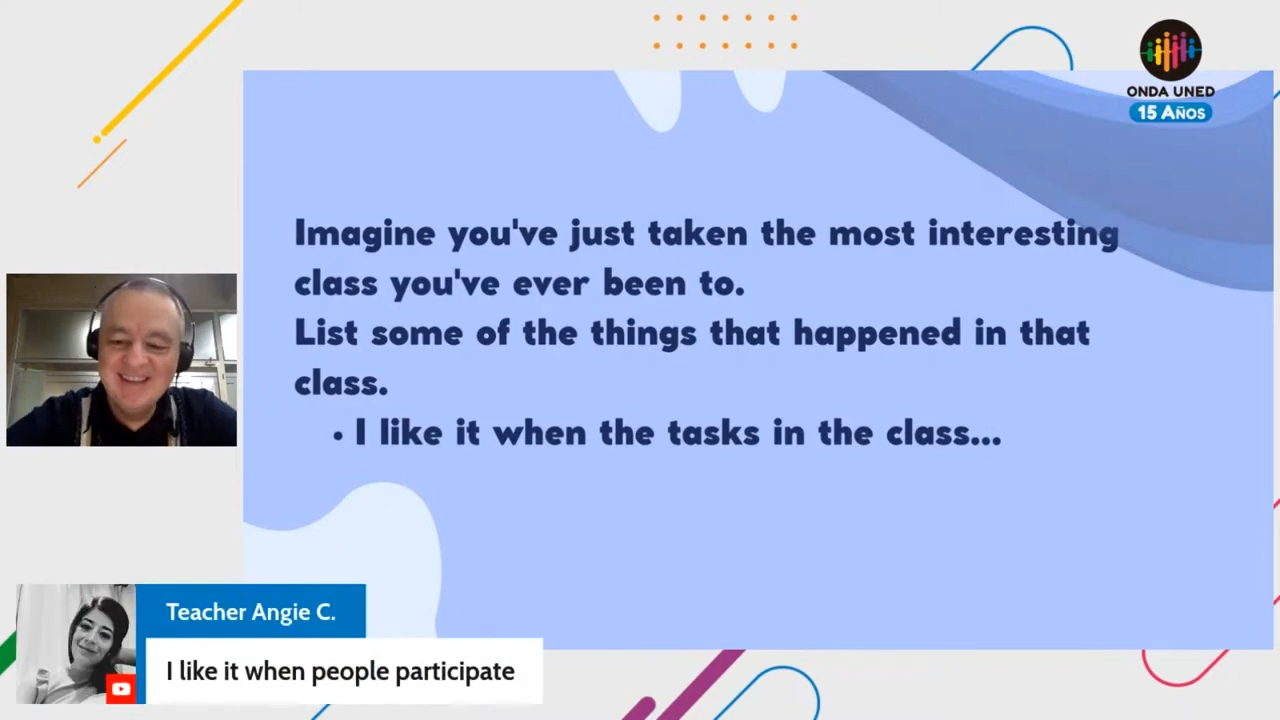 ONDA UNED
15 AÑOS
Imagine you've just taken the most interesting
class you've ever been to.
List some of the things that happened in that
class.
• I like it when the tasks in the class...
Teacher Angie C.
I like it when people participate